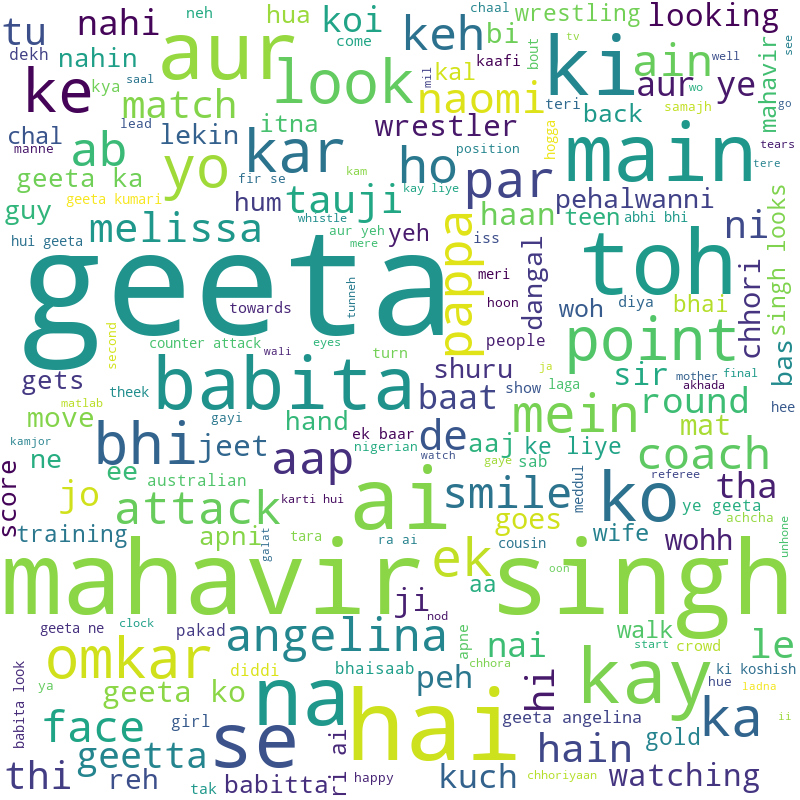 neh chaal tv
tu nahi hua koi keh bi wrestling looking
dekh nahin aur look come kaafi bout ain well see
ke kya saal match itna kal naomi ki aur ye mahavir
chal lead lekin wrestler mil teri back samajh wo go
manne ab yo kar ho position hogga main tears
geeta ka fir se kam par pehalwanni tere
guy geeta kumari hum tauji kay liye haan teen abhi bhi ni
hui geeta melissa whistle aur yeh mere yeh iss woh toh chhori singh looks
geeta towards tunneh pappa meri hoon dangal diya bhai
second counter attack wali eyes people point bas
gets theek babita turn shuru show laga sir mother final ja
matlab move gayi hand baat mein akhada round hee
kamjor bhi jeet ek baar de aaj ke liye mat
ne ee aap nigerian watch gaye sab coach
score jo australian karti hui smile meddul ko referee tha
training attack ai goes ye geeta achcha
apni tara galat ra ai ek cousin wife wohh unhone
mahavir singh oon
ji aa
geeta ne clock pakad angelina nod apne nai walk crowd le
omkar diddi na chhora start
babita look ya geeta ko bhaisaab peh hi kay ki koshish
face girl se hai geeta angelina hue ka ladna
geetta hain gold ii
thi reh tak babitta ri ai happy kuch chhoriyaan watching